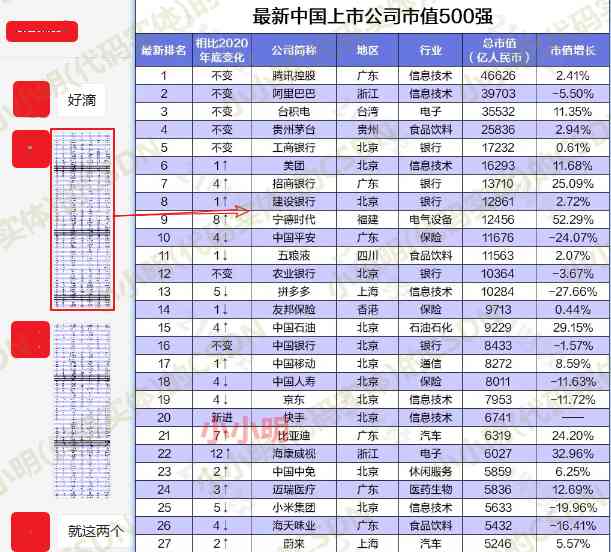 最新中国上市公司市值500强
好滴
就这两个
最新排名 相比2020年底变化 公司简称 地区 行业 总市值(亿人民币) 市值增长
1 不变 腾讯控股 广东 信息技术 46626 2.41%
2 不变 阿里巴巴 浙江 信息技术 39703 -5.50%
3 不变 台积电 台湾 电子 35532 11.35%
4 不变 贵州茅台 贵州 食品饮料 25836 2.94%
5 不变 工商银行 北京 银行 17232 0.61%
6 1↑ 美团 北京 信息技术 16293 11.68%
7 4↑ 招商银行 广东 银行 13710 25.09%
8 1↑ 建设银行 北京 银行 12861 2.72%
9 8↑ 宁德时代 福建 电气设备 12456 52.29%
10 4↓ 中国平安 广东 保险 11676 -24.07%
11 1↓ 五粮液 四川 食品饮料 11563 2.07%
12 不变 农业银行 北京 银行 10364 -3.67%
13 5↓ 拼多多 上海 信息技术 10284 -27.66%
14 1↓ 友邦保险 香港 保险 9713 0.44%
15 4↑ 中国石油 北京 石油石化 9229 29.15%
16 不变 中国银行 北京 银行 8433 -1.57%
17 1↑ 中国移动 北京 通信 8272 8.59%
18 4↓ 中国人寿 北京 保险 8011 -11.63%
19 4↓ 京东 北京 信息技术 7953 -11.72%
20 新进 快手 北京 信息技术 6741 ——
21 7↑ 比亚迪 广东 汽车 6319 24.20%
22 12↑ 海康威视 浙江 电子 6027 32.96%
23 2↑ 中国中免 北京 休闲服务 5859 6.25%
24 3↑ 迈瑞医疗 广东 医药生物 5836 12.69%
25 5↓ 小米集团 北京 信息技术 5633 -19.96%
26 4↓ 海天味业 广东 食品饮料 5432 -16.41%
27 2↑ 蔚来 上海 汽车 5246 5.57%
小小明
小小明(代码实体)CSDN